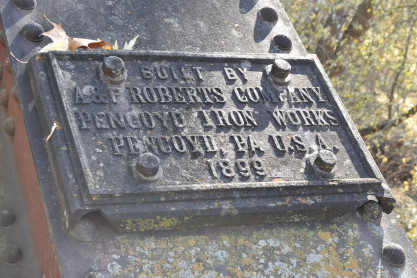 BUILT BY
A & P ROBERTS COMPANY,
PENCOYD IRON WORKS
PENCOYD, PA. U.S.A.
1899